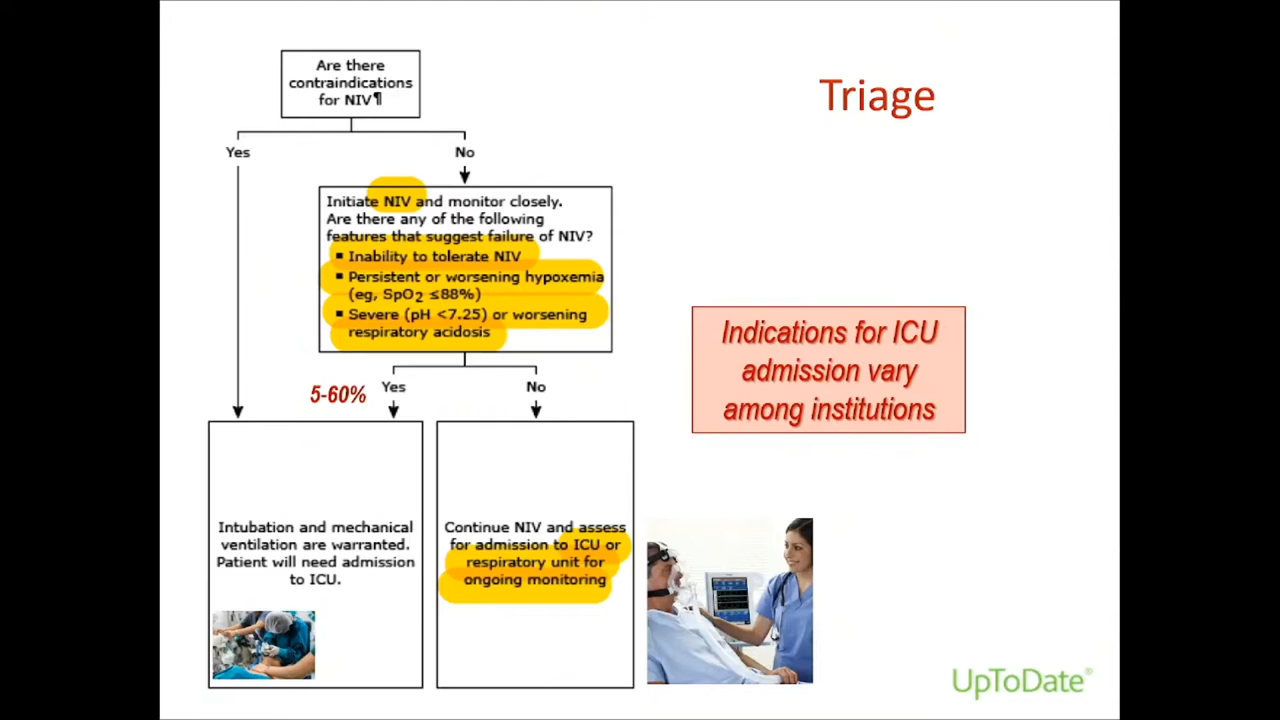 Triage
Are there
contraindications
for NIV¶
Yes
No
Initiate NIV and monitor closely.
Are there any of the following
features that suggest failure of NIV?
▪ Inability to tolerate NIV
▪ Persistent or worsening hypoxemia
(eg, SpO2 ≤88%)
▪ Severe (pH <7.25) or worsening
respiratory acidosis
5-60%
Yes
No
Intubation and mechanical
ventilation are warranted.
Patient will need admission
to ICU.
Continue NIV and assess
for admission to ICU or
respiratory unit for
ongoing monitoring
Indications for ICU
admission vary
among institutions
UpToDate®